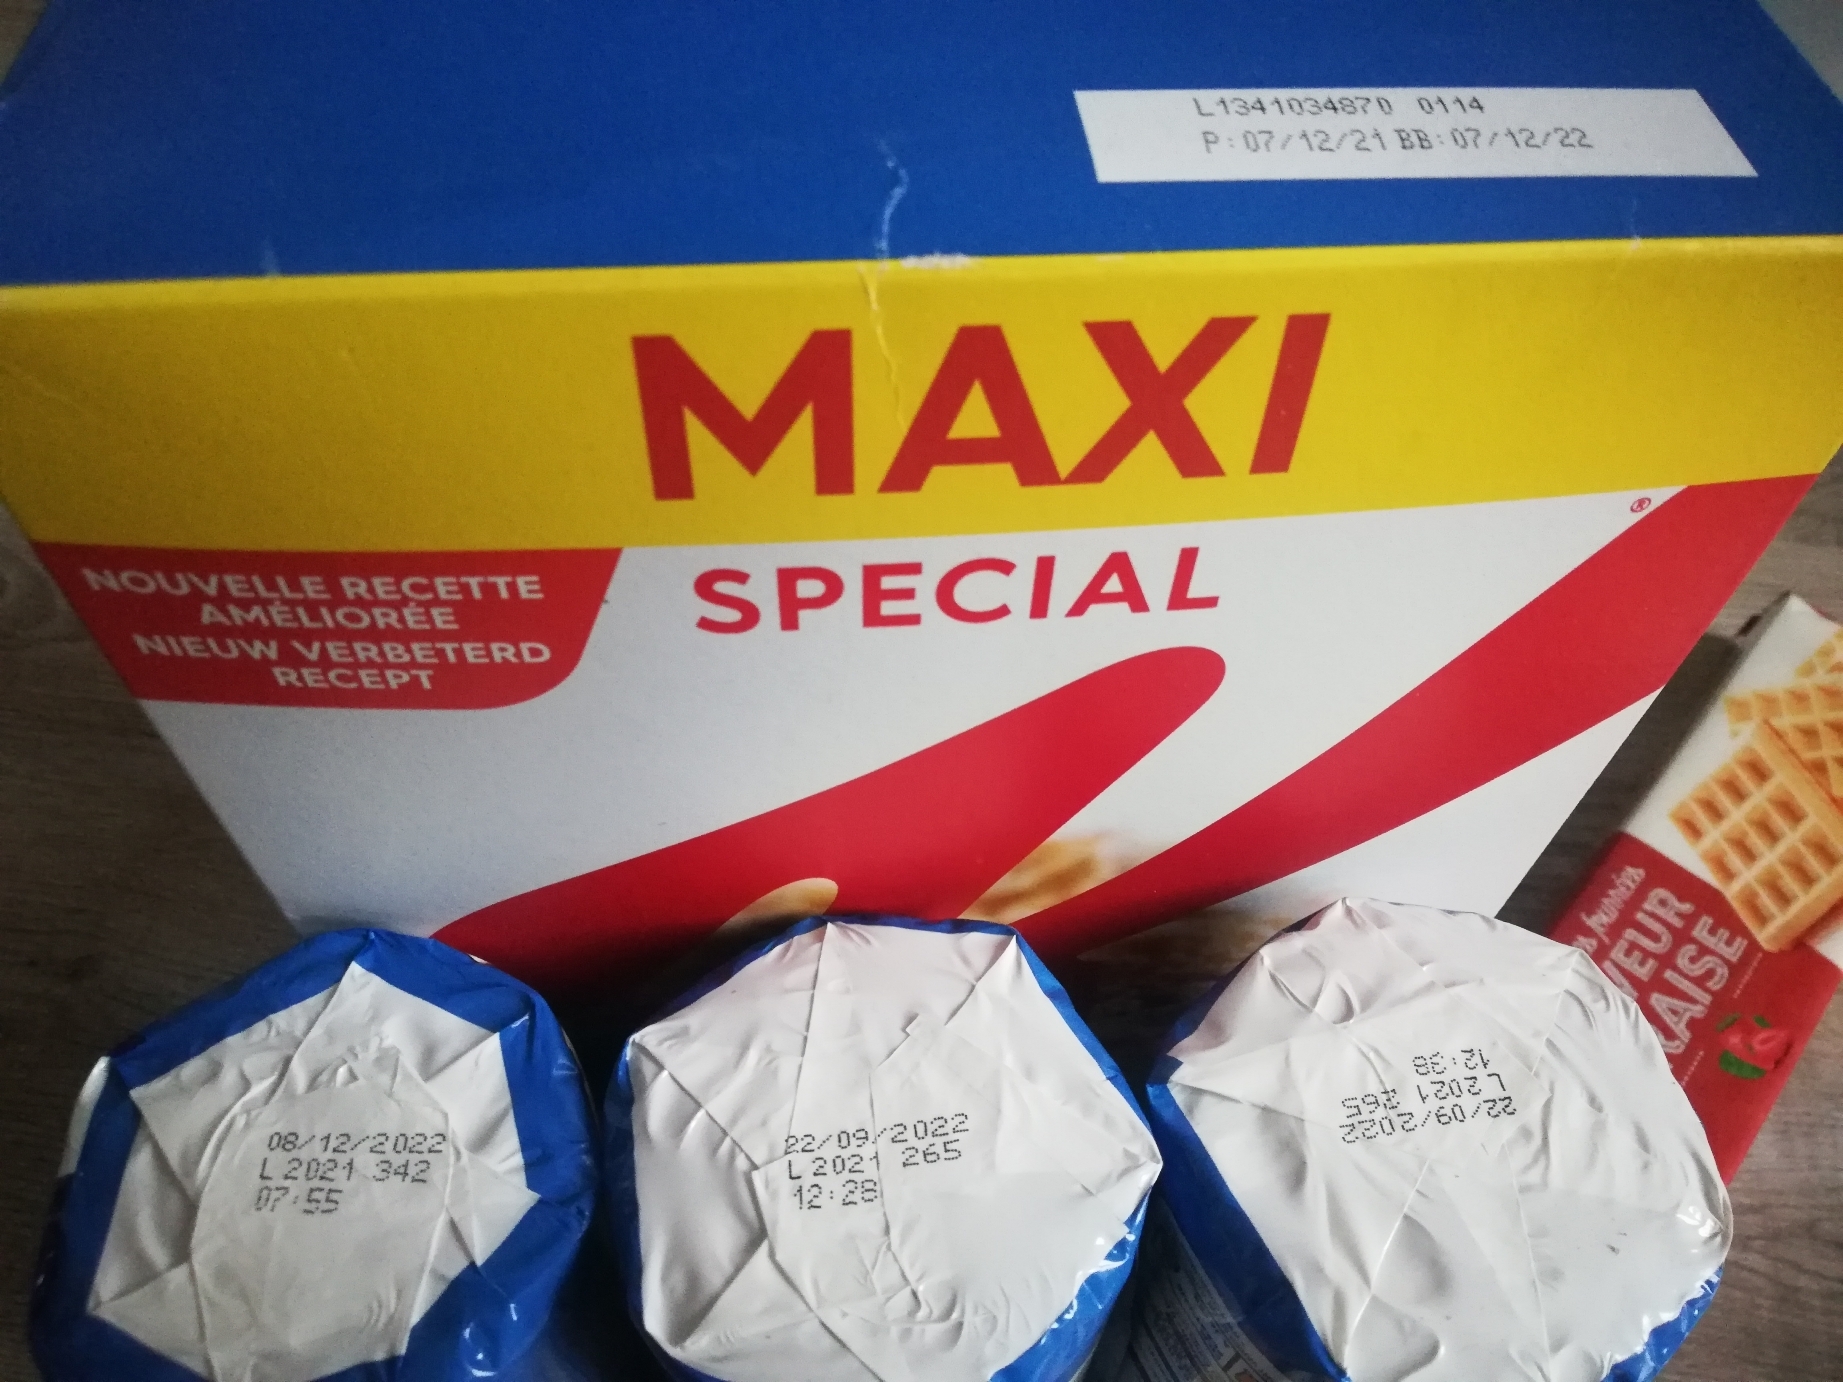 L1341034870 0114
P:07/12/21 BB:07/12/22
MAXI
®
SPECIAL
NOUVELLE RECETTE
AMÉLIORÉE
NIEUW VERBETERD
RECEPT
08/12/2022
L 2021 342
07:55
22/09/2022
L 2021 265
12:28
22/09/2022
L 2021 265
12:38